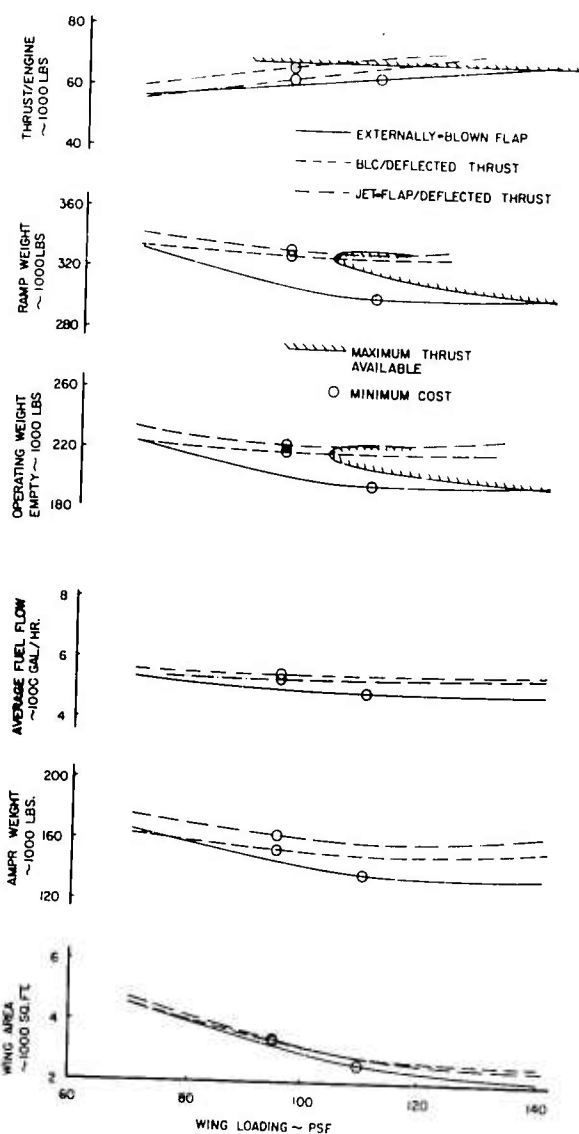 80
60
40
THRUST/ENGINE
~1000 LBS
EXTERNALLY-BLOWN FLAP
BLC/DEFLECTED THRUST
JET-FLAP/DEFLECTED THRUST
360
320
280
RAMP WEIGHT
~1000 LBS
MAXIMUM THRUST
AVAILABLE
MINIMUM COST
260
220
180
OPERATING WEIGHT
EMPTY ~ 1000 LBS
8
6
4
AVERAGE FUEL FLOW
~100C GAL/HR.
200
160
120
AMPR WEIGHT
~1000 LBS.
6
4
2
WING AREA
~1000 SQ. FT.
60
80
100
120
140
WING LOADING ~ PSF